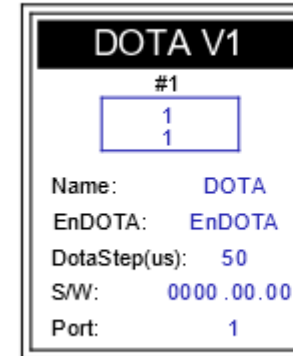 DOTA V1
#1
1
1
Name: DOTA
EnDOTA: EnDOTA
DotaStep(us): 50
S/W: 0000 .00.00
Port: 1